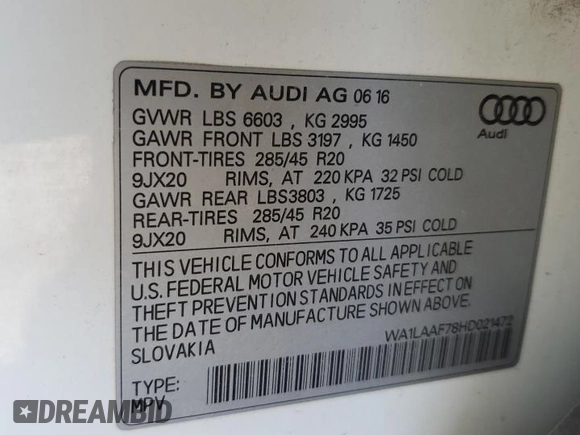 MFD. BY AUDI AG 06 16
GVWR LBS 6603 , KG 2995
GAWR FRONT LBS 3197 , KG 1450
FRONT-TIRES 285/45 R20
9JX20 RIMS, AT 220 KPA 32 PSI COLD
GAWR REAR LBS3803 , KG 1725
REAR-TIRES 285/45 R20
9JX20 RIMS, AT 240 KPA 35 PSI COLD
Audi
THIS VEHICLE CONFORMS TO ALL APPLICABLE
U.S. FEDERAL MOTOR VEHICLE SAFETY AND
THEFT PREVENTION STANDARDS IN EFFECT ON
THE DATE OF MANUFACTURE SHOWN ABOVE.
SLOVAKIA
WA1LAAF78HD021472
TYPE:
MPV
DREAMBID